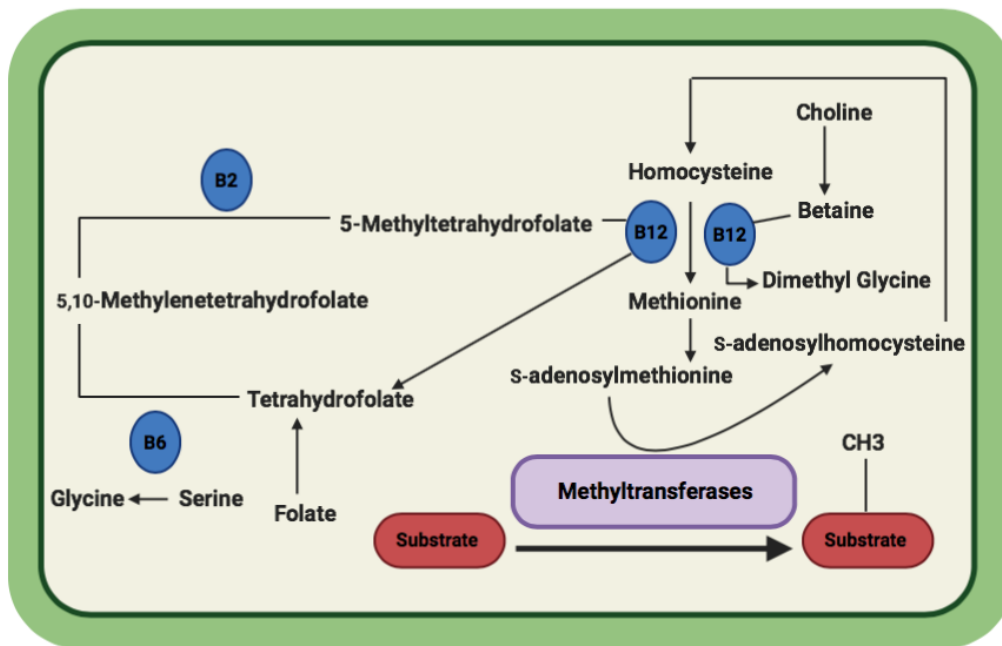 Choline
Homocysteine
B2
Betaine
5-Methyltetrahydrofolate
B12
B12
Dimethyl Glycine
5,10-Methylenetetrahydrofolate
Methionine
S-adenosylhomocysteine
S-adenosylmethionine
Tetrahydrofolate
B6
CH3
Glycine
Serine
Folate
Methyltransferases
Substrate
Substrate